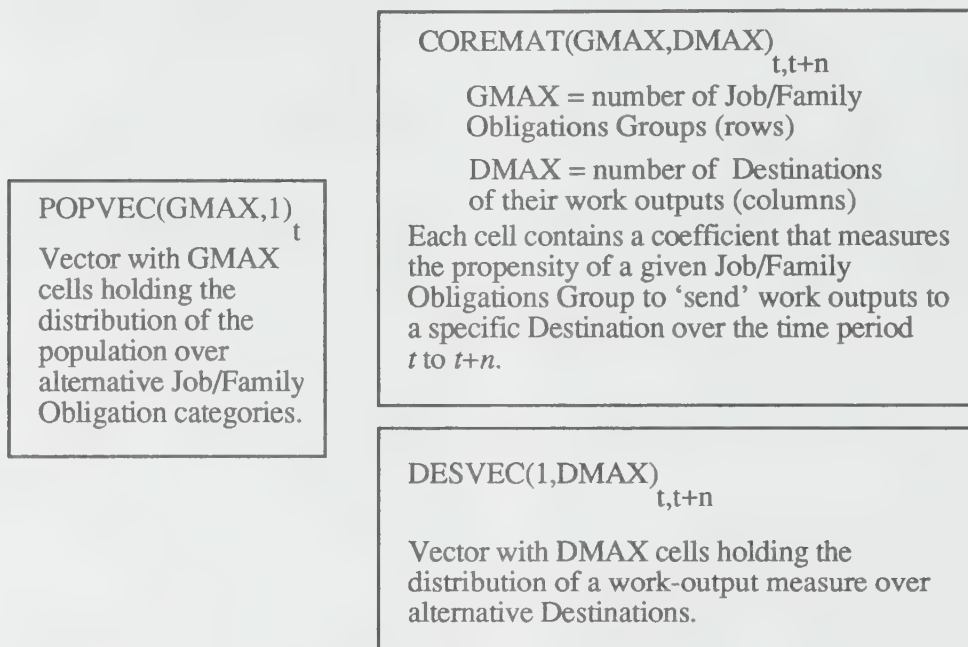 POPVEC(GMAX,1)
t
Vector with GMAX
cells holding the
distribution of the
population over
alternative Job/Family
Obligation categories.
COREMAT(GMAX,DMAX)
t,t+n
GMAX = number of Job/Family
Obligations Groups (rows)
DMAX = number of Destinations
of their work outputs (columns)
Each cell contains a coefficient that measures
the propensity of a given Job/Family
Obligations Group to ‘send’ work outputs to
a specific Destination over the time period
t to t+n.
DESVEC(1,DMAX)
t,t+n
Vector with DMAX cells holding the
distribution of a work-output measure over
alternative Destinations.